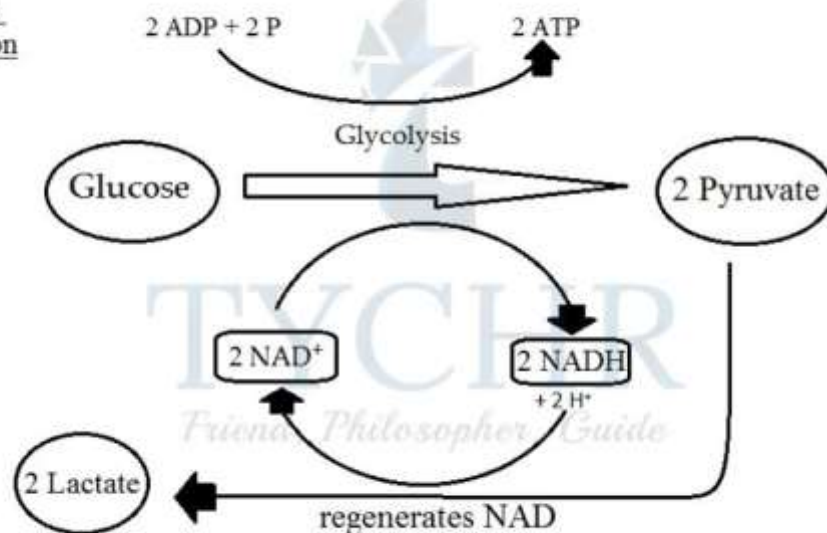 on
2 ADP + 2 P
2 ATP
Glycolysis
Glucose
2 Pyruvate
TYCHR
2 NAD⁺
2 NADH
+ 2 H⁺
Friend, Philosopher, Guide
2 Lactate
regenerates NAD